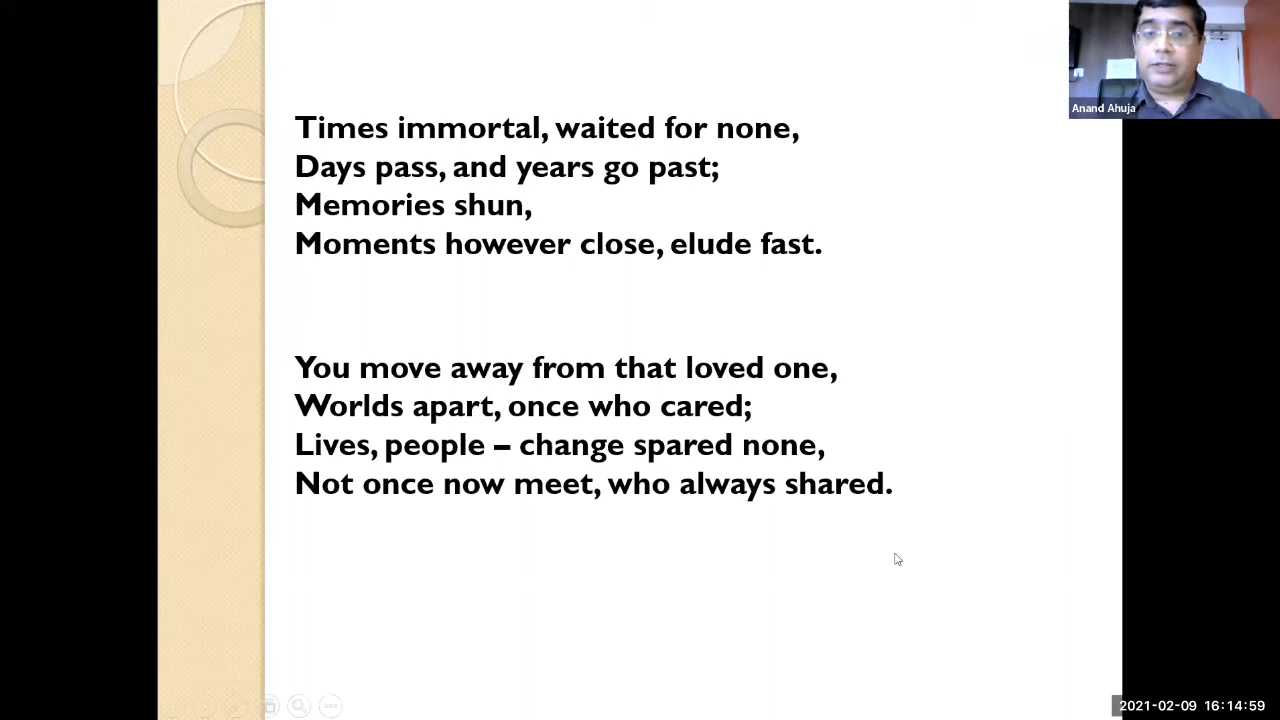 Times immortal, waited for none,
Days pass, and years go past;
Memories shun,
Moments however close, elude fast.
You move away from that loved one,
Worlds apart, once who cared;
Lives, people – change spared none,
Not once now meet, who always shared.
Anand Ahuja
2021-02-09 16:14:59